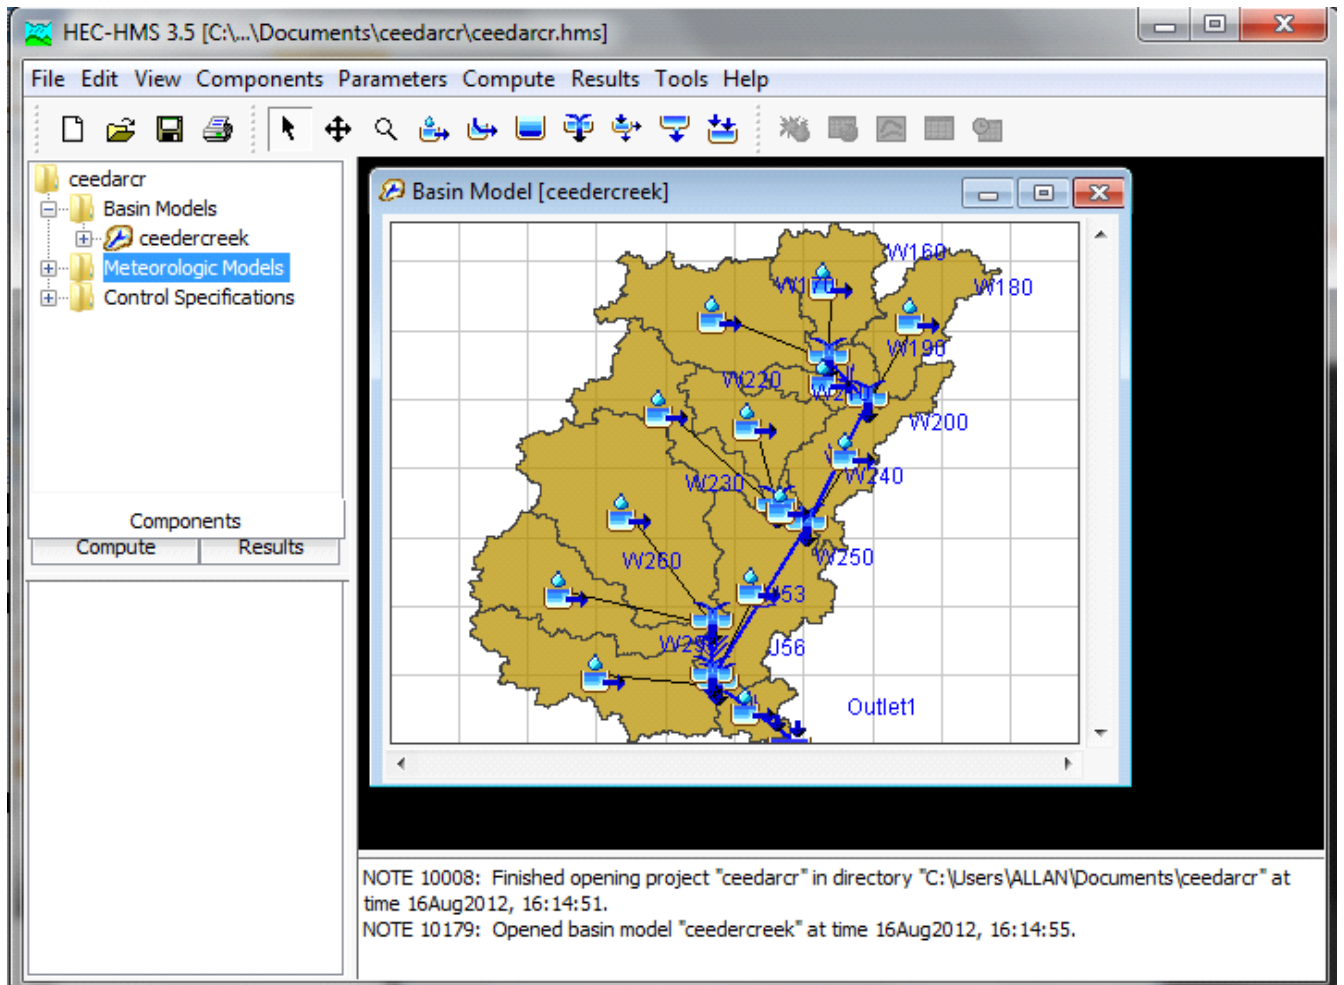 HEC-HMS 3.5 [C:\...\Documents\ceedarcr\ceedarcr.hms]
File Edit View Components Parameters Compute Results Tools Help
ceedarcr
Basin Models
ceedercreek
Meteorologic Models
Control Specifications
Components
Compute Results
Basin Model [ceedercreek]
W160
W170
W180
W190
W220
W200
W230
W240
W250
W260
J53
J56
Outlet1
NOTE 10008: Finished opening project "ceedarcr" in directory "C:\Users\ALLAN\Documents\ceedarcr" at
time 16Aug2012, 16:14:51.
NOTE 10179: Opened basin model "ceedercreek" at time 16Aug2012, 16:14:55.